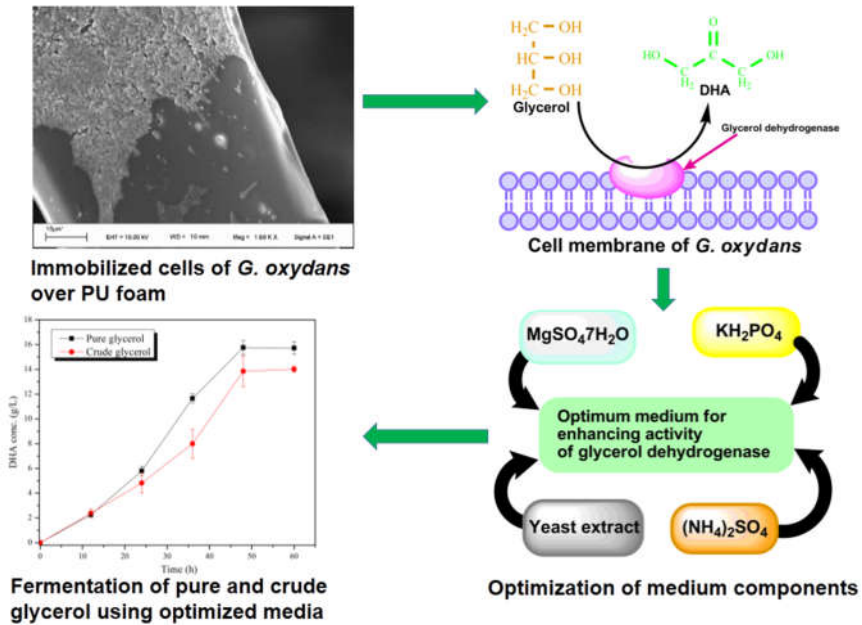 10µm
EHT = 10.00 kV
WD = 10 mm
Signal A = SE1
Immobilized cells of G. oxydans
over PU foam
H₂C — OH
HC — OH
H₂C — OH
Glycerol
O
HO
C
OH
C
H₂
C
H₂
DHA
Glycerol dehydrogenase
Cell membrane of G. oxydans
MgSO₄7H₂O
KH₂PO₄
Optimum medium for
enhancing activity
of glycerol dehydrogenase
Yeast extract
(NH₄)₂SO₄
Optimization of medium components
Pure glycerol
Crude glycerol
DHA conc. (g/L)
18
16
14
12
10
8
6
4
2
0
0
10
20
30
40
50
60
Time (h)
Fermentation of pure and crude
glycerol using optimized media